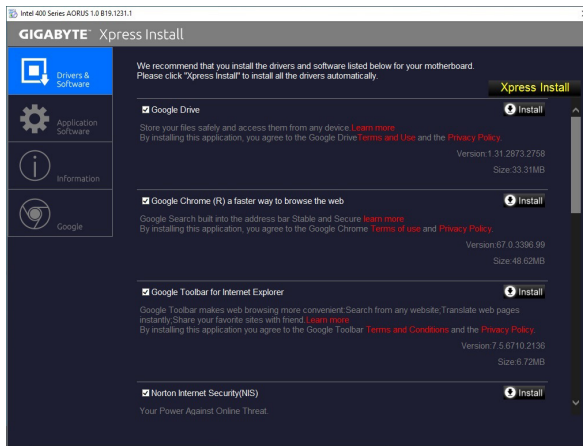 Intel 400 Series AORUS 1.0 B19.1231.1
GIGABYTE™ Xpress Install
We recommend that you install the drivers and software listed below for your motherboard.
Please click "Xpress Install" to install all the drivers automatically.
Xpress Install
Drivers &
Software
Application
Software
Information
Google
Google Drive
Install
Store your files safely and access them from any device.Learn more
By installing this application, you agree to the Google DriveTerms and Use and the Privacy Policy.
Version:1.31.2873.2758
Size:33.31MB
Google Chrome (R) a faster way to browse the web
Install
Google Search built into the address bar Stable and Secure learn more
By installing this application, you agree to the Google Chrome Terms of use and Privacy Policy.
Version:67.0.3396.99
Size:48.62MB
Google Toolbar for Internet Explorer
Install
Google Toolbar makes web browsing more convenient:Search from any website;Translate web pages
instantly;Share your favorite sites with friend.Learn more
By installing this application you agree to the Google Toolbar Terms and Conditions and the Privacy Policy.
Version:7.5.6710.2136
Size:6.72MB
Norton Internet Security(NIS)
Install
Your Power Against Online Threat.